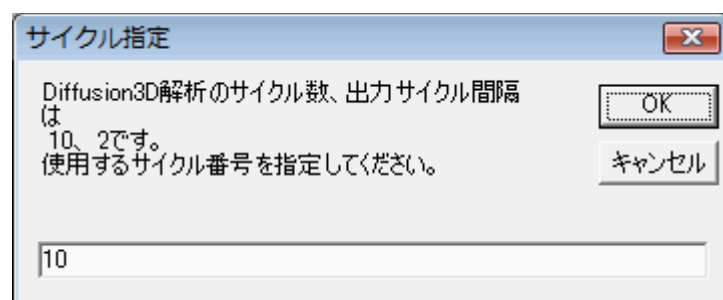 サイクル指定
Diffusion3D解析のサイクル数、出力サイクル間隔
は
10、2です。
使用するサイクル番号を指定してください。
OK
キャンセル
10